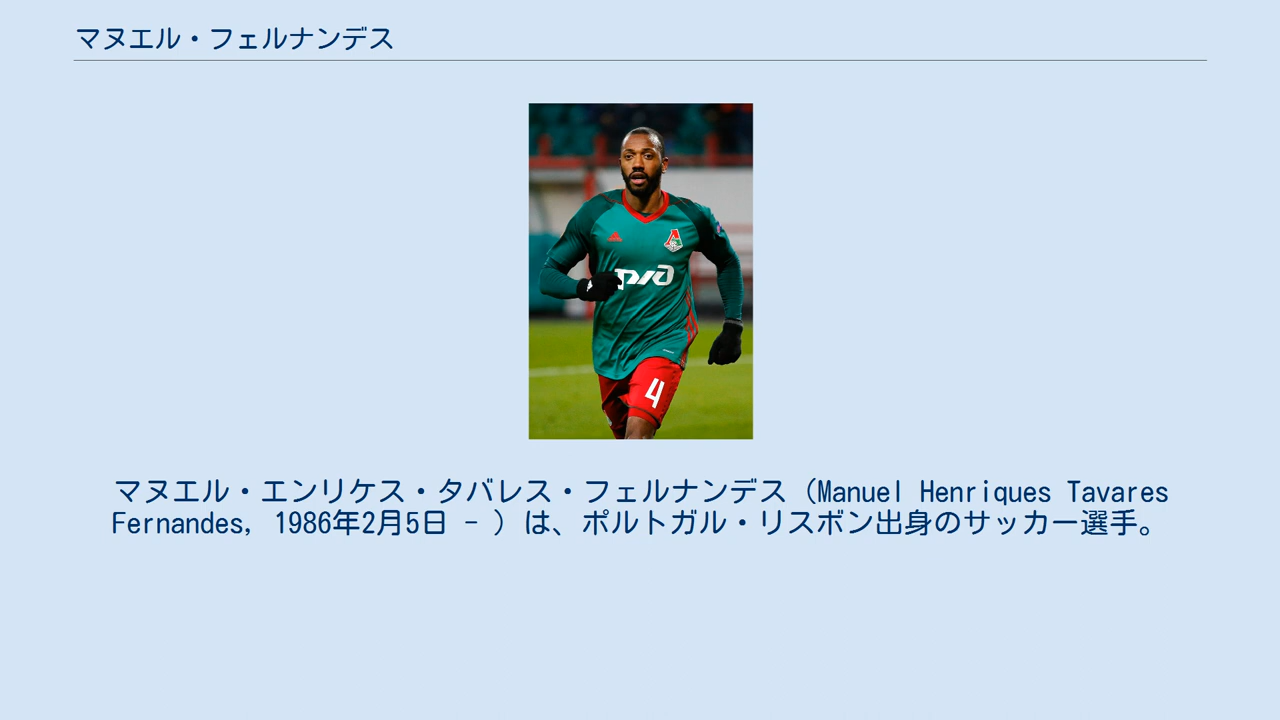 マヌエル・フェルナンデス
РЖД
4
マヌエル・エンリケス・タバレス・フェルナンデス（Manuel Henriques Tavares
Fernandes, 1986年2月5日 - ）は、ポルトガル・リスボン出身のサッカー選手。